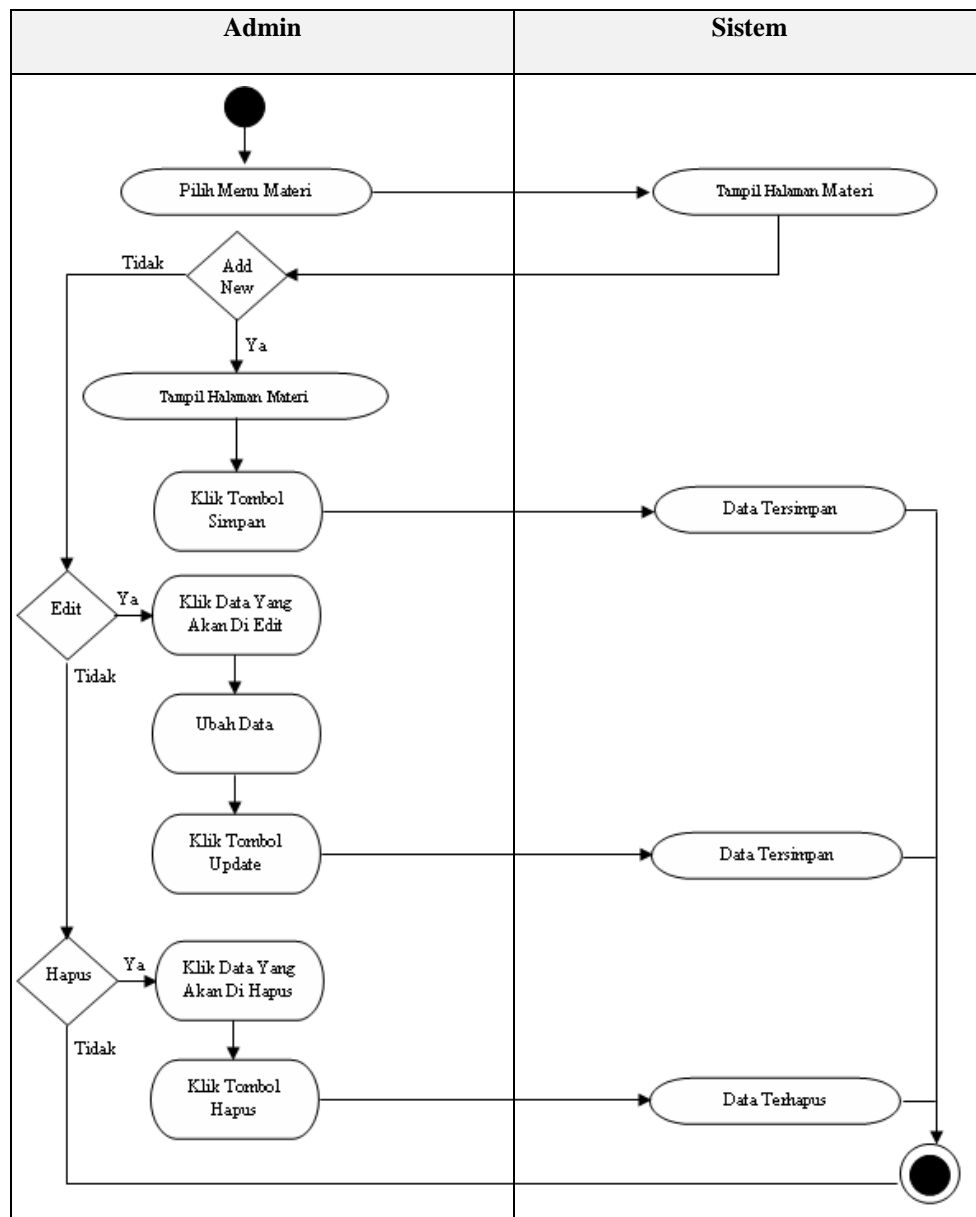 Admin
Sistem
Pilih Menu Materi
Tampil Halaman Materi
Tidak
Add
New
Ya
Tampil Halaman Materi
Klik Tombol
Simpan
Data Tersimpan
Edit
Ya
Klik Data Yang
Akan Di Edit
Tidak
Ubah Data
Klik Tombol
Update
Data Tersimpan
Hapus
Ya
Klik Data Yang
Akan Di Hapus
Tidak
Klik Tombol
Hapus
Data Terhapus